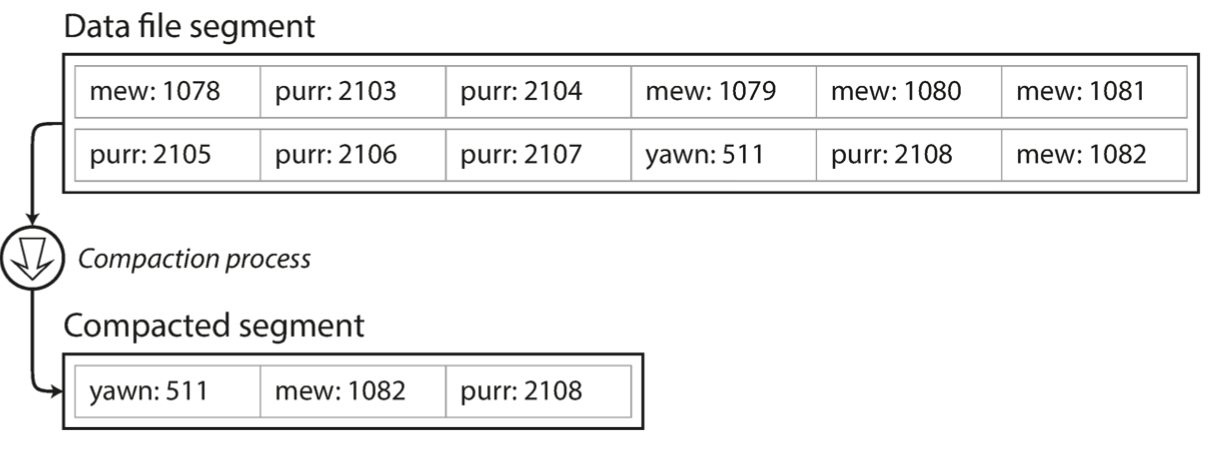 Data file segment
mew: 1078 purr: 2103 purr: 2104 mew: 1079 mew: 1080 mew: 1081
purr: 2105 purr: 2106 purr: 2107 yawn: 511 purr: 2108 mew: 1082
Compaction process
Compacted segment
yawn: 511 mew: 1082 purr: 2108